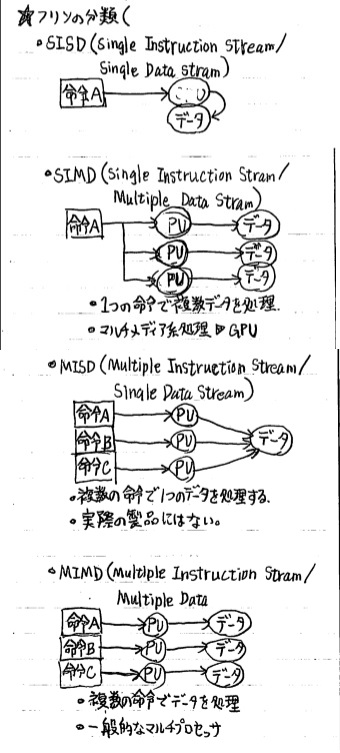 ★フリンの分類(
・SISD(Single Instruction Stream/
Single Data stram)
命令A
データ
・SIMD(Single Instruction Stram/
Multiple Data Stram)
命令A PU データ
PU データ
PU データ
・1つの命令で複数データを処理.
・マルチメディア系処理▷GPU
・MISD(Multiple Instruction Stream/
Single Data Stream)
命令A PU
命令B PU データ
命令C PU
・複数の命令で1つのデータを処理する.
・実際の製品にはない。
・MIMD(Multiple Instruction Stram/
Multiple Data
命令A PU データ
命令B PU データ
命令C PU データ
・複数の命令でデータを処理
・一般的なマルチプロセッサ